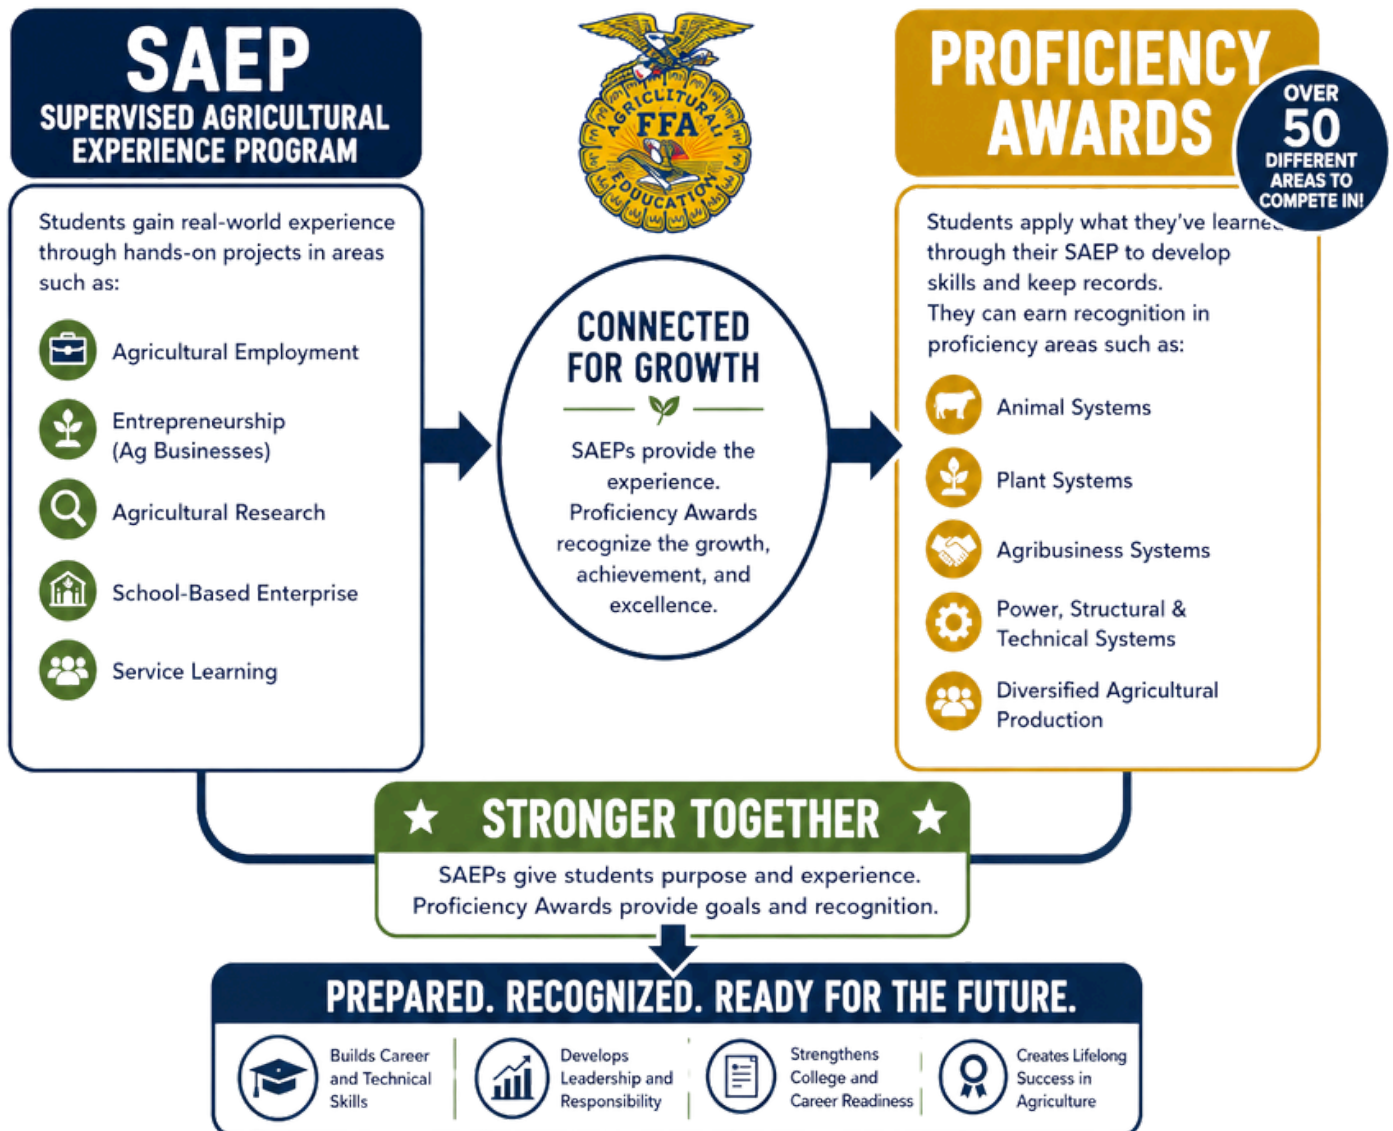 SAEP
SUPERVISED AGRICULTURAL
EXPERIENCE PROGRAM
Students gain real-world experience
through hands-on projects in areas
such as:
Agricultural Employment
Entrepreneurship
(Ag Businesses)
Agricultural Research
School-Based Enterprise
Service Learning
AGRICLITURAL
FFA
EDUCATION
CONNECTED
FOR GROWTH
SAEPs provide the
experience.
Proficiency Awards
recognize the growth,
achievement, and
excellence.
PROFICIENCY
AWARDS
OVER
50
DIFFERENT
AREAS TO
COMPETE IN!
Students apply what they've learne
through their SAEP to develop
skills and keep records.
They can earn recognition in
proficiency areas such as:
Animal Systems
Plant Systems
Agribusiness Systems
Power, Structural &
Technical Systems
Diversified Agricultural
Production
STRONGER TOGETHER
SAEPs give students purpose and experience.
Proficiency Awards provide goals and recognition.
PREPARED. RECOGNIZED. READY FOR THE FUTURE.
Builds Career
and Technical
Skills
Develops
Leadership and
Responsibility
Strengthens
College and
Career Readiness
Creates Lifelong
Success in
Agriculture